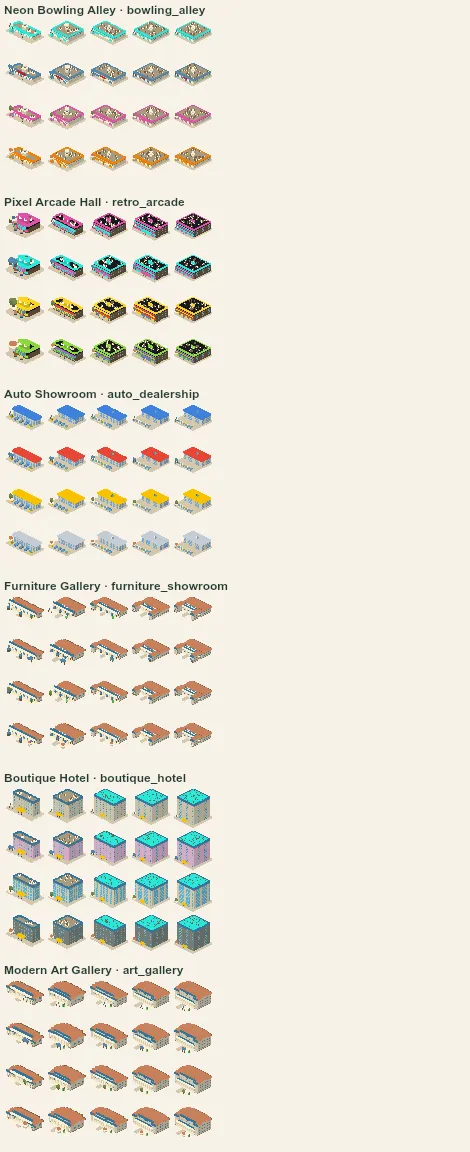 Neon Bowling Alley · bowling_alley
Pixel Arcade Hall · retro_arcade
Auto Showroom · auto_dealership
Furniture Gallery · furniture_showroom
Boutique Hotel · boutique_hotel
Modern Art Gallery · art_gallery